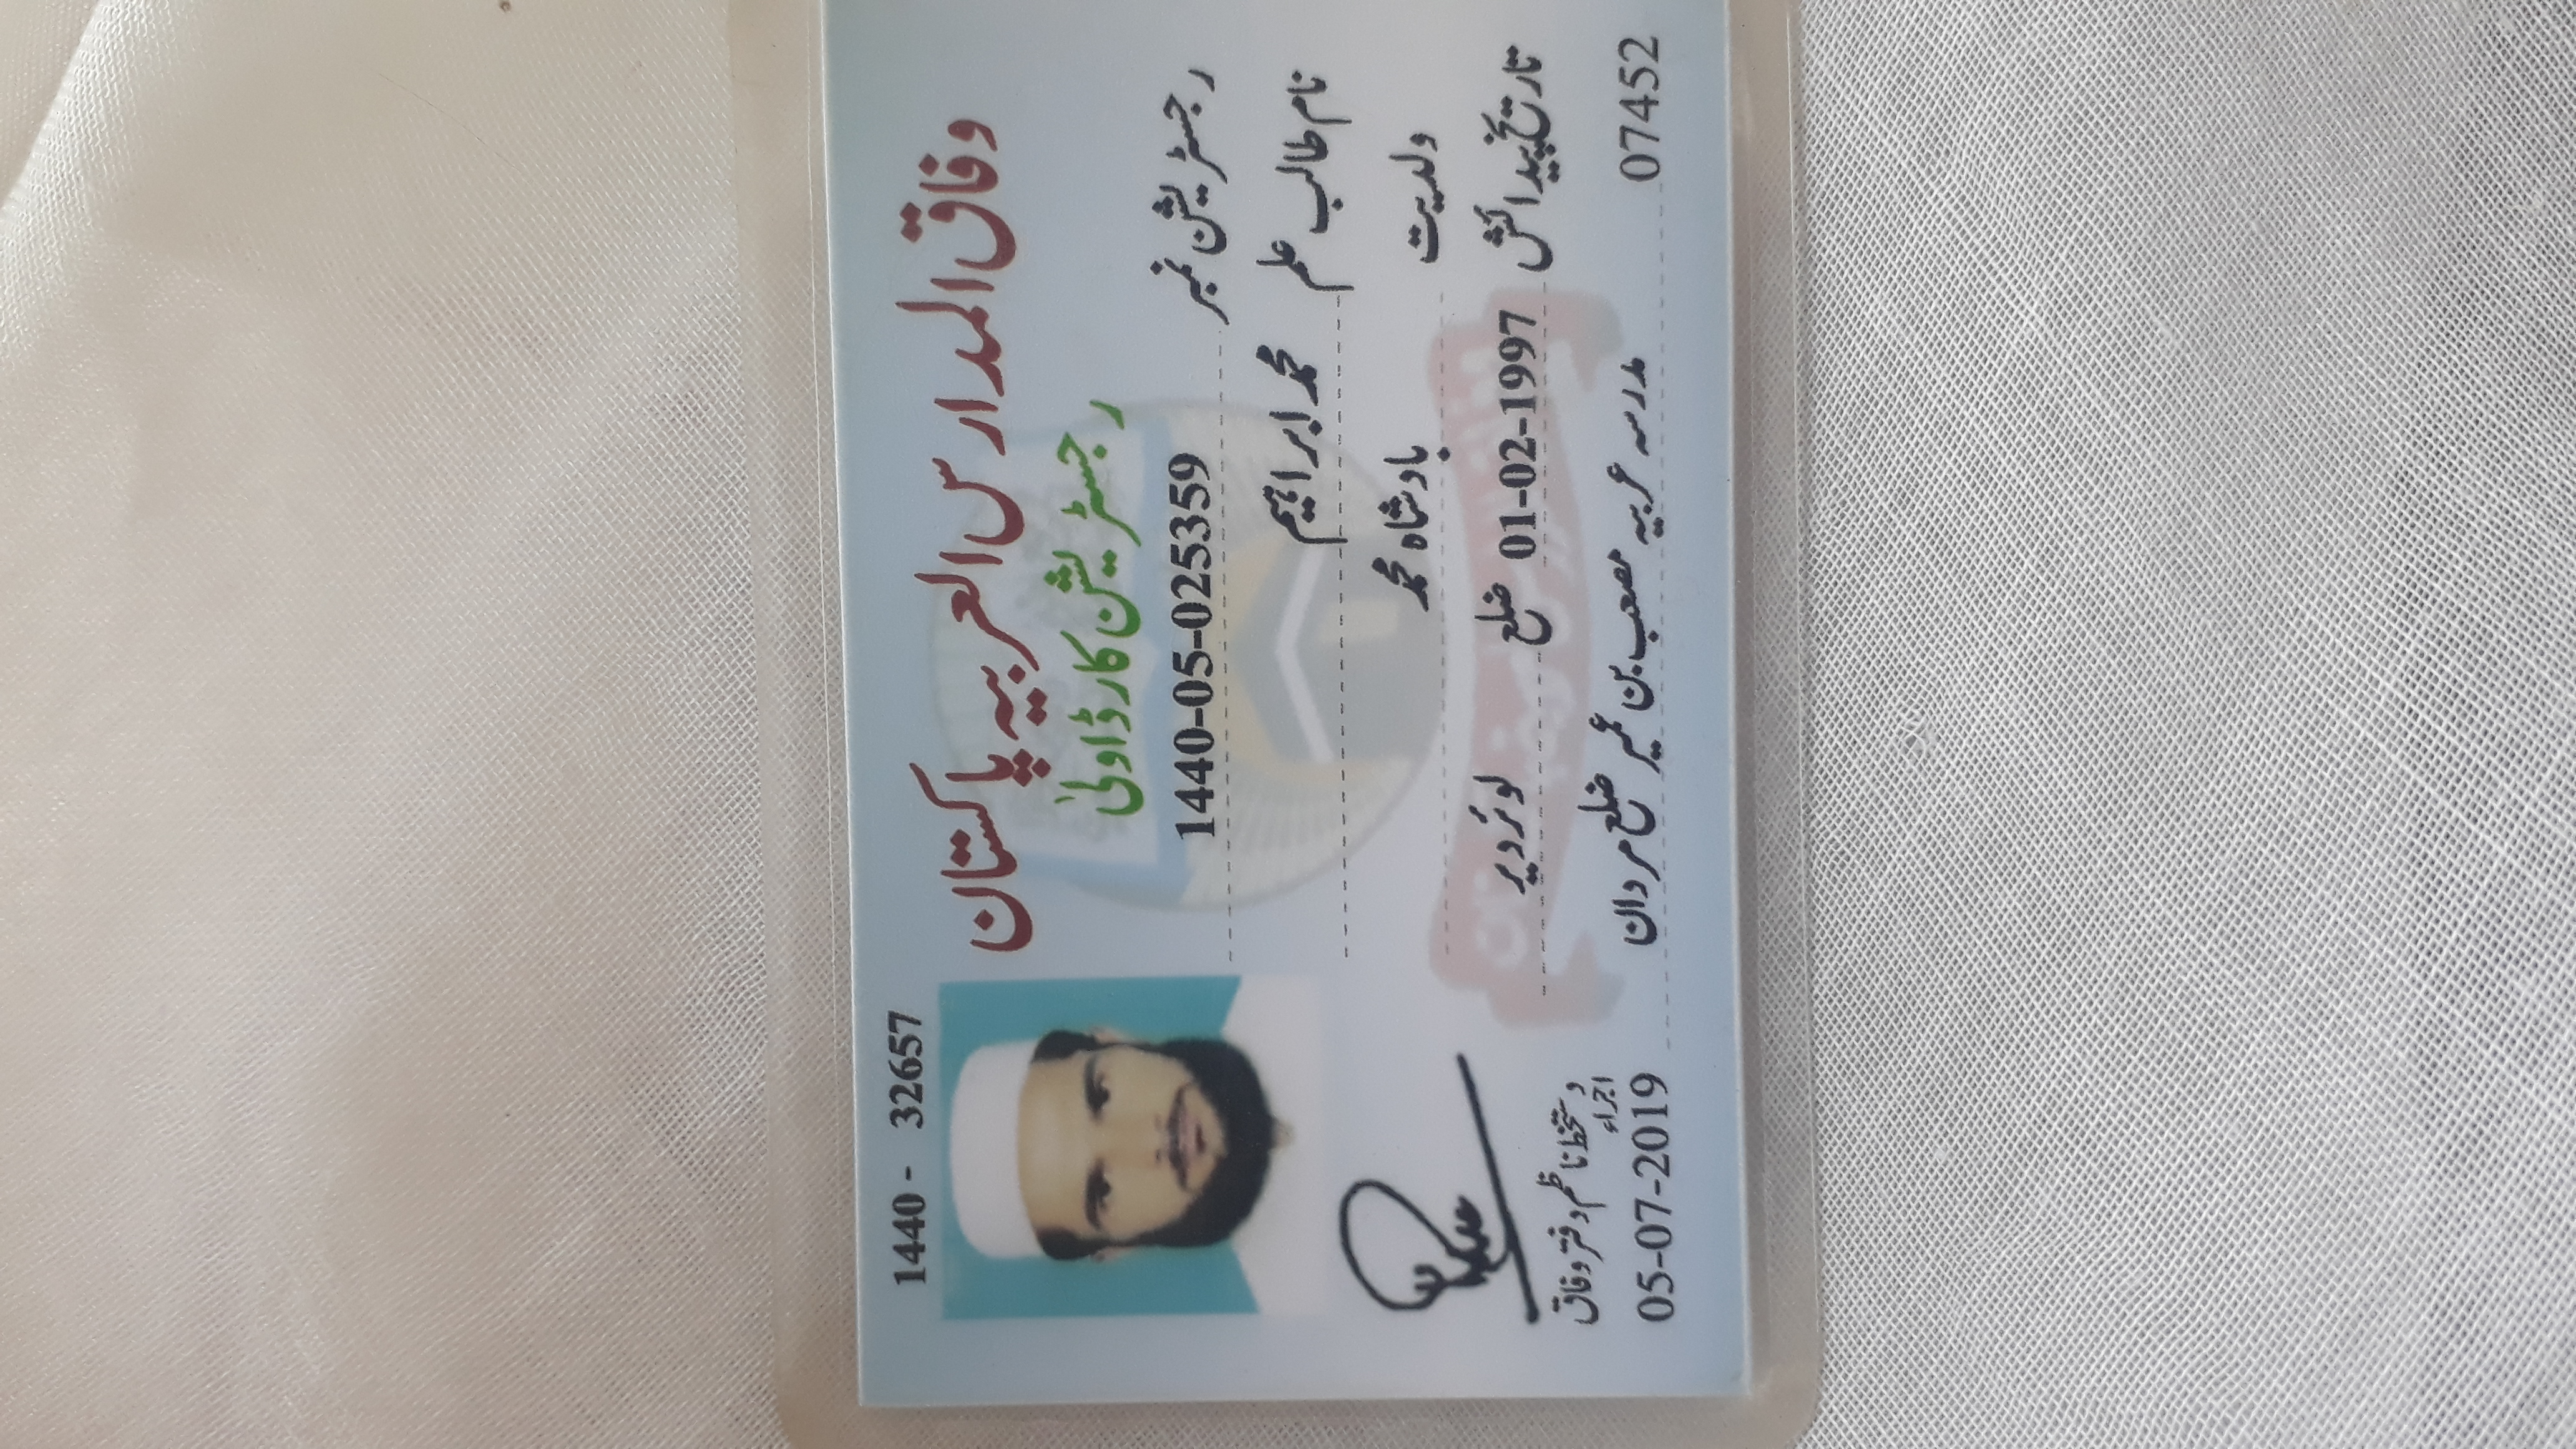 1440 - 32657
وفاق المدارس العربیہ پاکستان
رجسٹریشن کارڈ اولیٰ
رجسٹریشن نمبر 1440-05-025359
نام طالب علم محمد ابراہیم
ولدیت بادشاہ محمد
تاریخ پیدائش 01-02-1997 ضلع لوئر دیر
07452 مدرسہ عربیہ مصعب بن عمیر ضلع مردان
دستخط ناظم دفتر وفاق
اجراء
05-07-2019